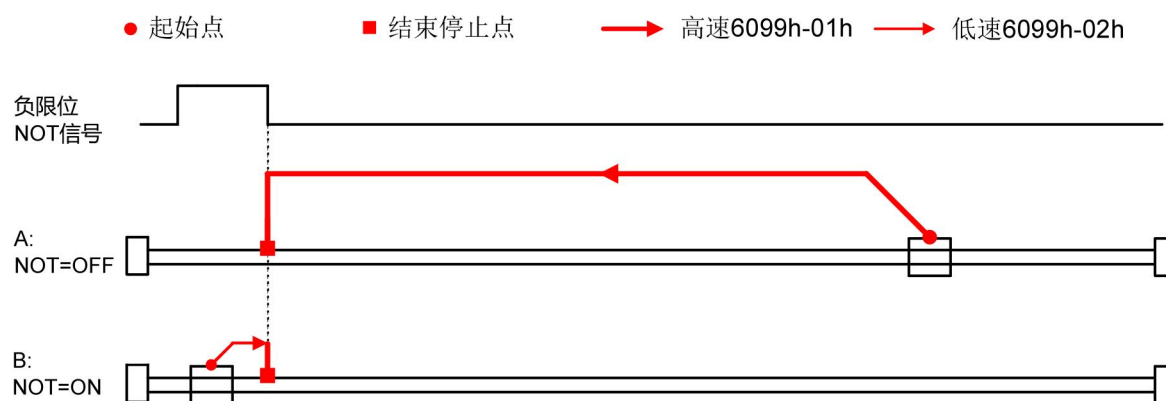 起始点 结束停止点 高速6099h-01h 低速6099h-02h
负限位
NOT信号
A:
NOT=OFF
B:
NOT=ON